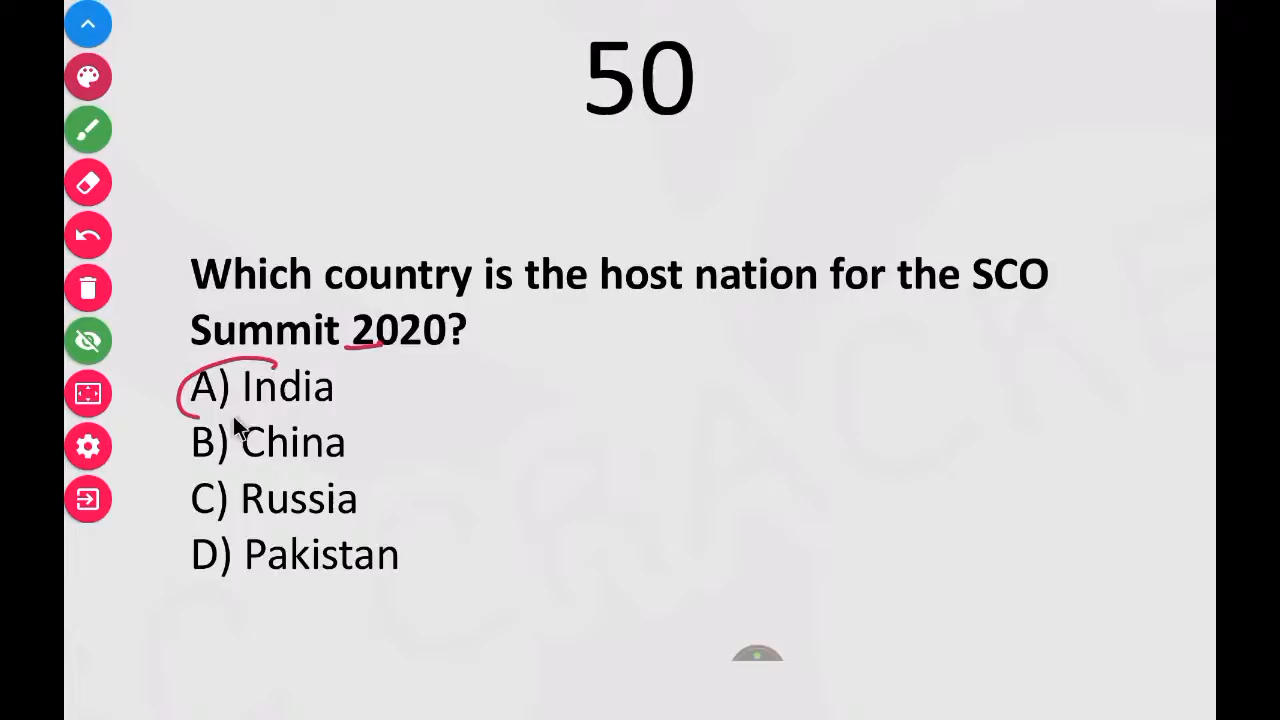 50
Which country is the host nation for the SCO
Summit 2020?
A) India
B) China
C) Russia
D) Pakistan